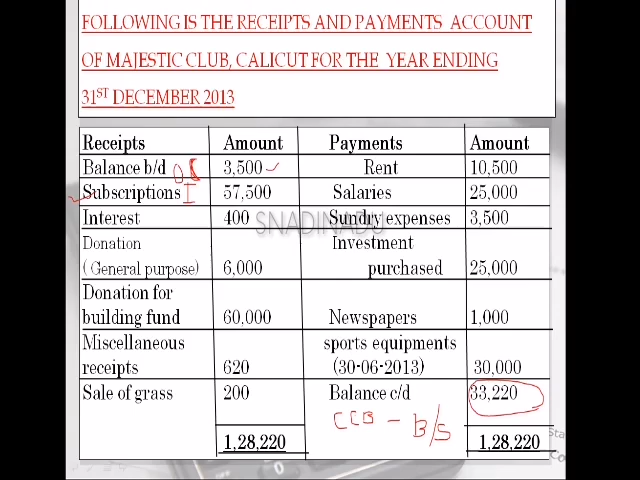 FOLLOWING IS THE RECEIPTS AND PAYMENTS ACCOUNT
OF MAJESTIC CLUB, CALICUT FOR THE YEAR ENDING
31ST DECEMBER 2013
Receipts Amount Payments Amount
Balance b/d 3,500 Rent 10,500
Subscriptions I 57,500 Salaries 25,000
Interest 400 Sundry expenses 3,500
SNADINADU
Donation Investment
( General purpose) 6,000 purchased 25,000
Donation for
building fund 60,000 Newspapers 1,000
Miscellaneous sports equipments
receipts 620 (30-06-2013) 30,000
Sale of grass 200 Balance c/d 33,220
CCB - B/S
1,28,220 1,28,220